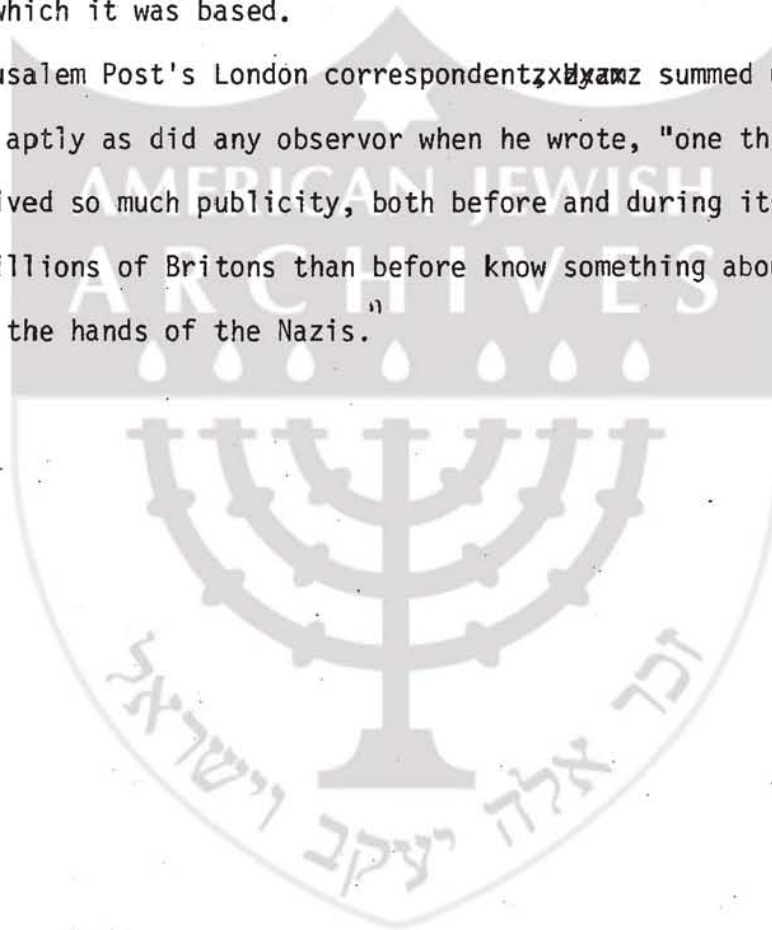 which it was based.
usalem Post's London correspondent summed
aptly as did any observor when he wrote, "one th
ived so much publicity, both before and during it
illions of Britons than before know something abou
the hands of the Nazis."
AMERICAN JEWISH
ARCHIVES
זכר אלה יעקב וישראל